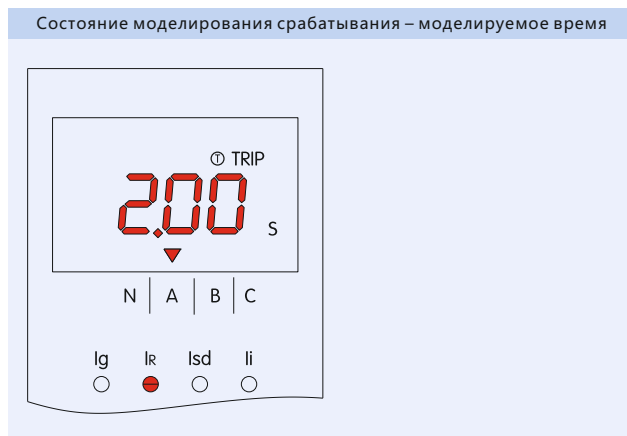 Состояние моделирования срабатывания – моделируемое время
Ⓣ TRIP
2.00 S
N A B C
Ig IR Isd Ii